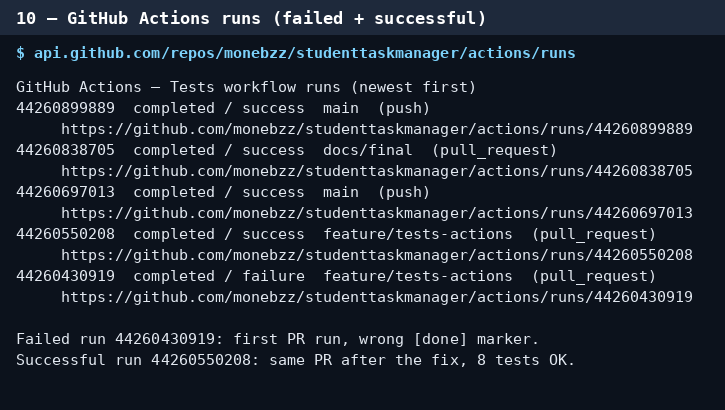 10 — GitHub Actions runs (failed + successful)
$ api.github.com/repos/monebzz/studenttaskmanager/actions/runs
GitHub Actions — Tests workflow runs (newest first)
44260899889  completed / success  main  (push)
https://github.com/monebzz/studenttaskmanager/actions/runs/44260899889
44260838705  completed / success  docs/final  (pull_request)
https://github.com/monebzz/studenttaskmanager/actions/runs/44260838705
44260697013  completed / success  main  (push)
https://github.com/monebzz/studenttaskmanager/actions/runs/44260697013
44260550208  completed / success  feature/tests-actions  (pull_request)
https://github.com/monebzz/studenttaskmanager/actions/runs/44260550208
44260430919  completed / failure  feature/tests-actions  (pull_request)
https://github.com/monebzz/studenttaskmanager/actions/runs/44260430919
Failed run 44260430919: first PR run, wrong [done] marker.
Successful run 44260550208: same PR after the fix, 8 tests OK.